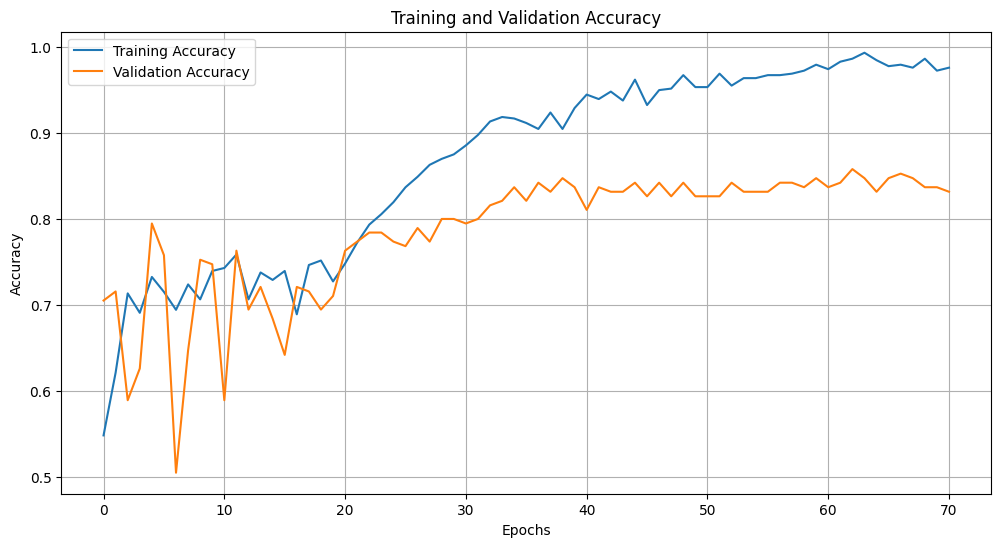 Training and Validation Accuracy
Training Accuracy
Validation Accuracy
1.0
0.9
0.8
0.7
0.6
0.5
Accuracy
0 10 20 30 40 50 60 70
Epochs